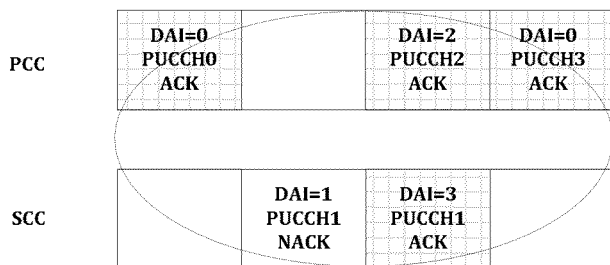 PCC
DAI=0
PUCCH0
ACK
DAI=2
PUCCH2
ACK
DAI=0
PUCCH3
ACK
SCC
DAI=1
PUCCH1
NACK
DAI=3
PUCCH1
ACK